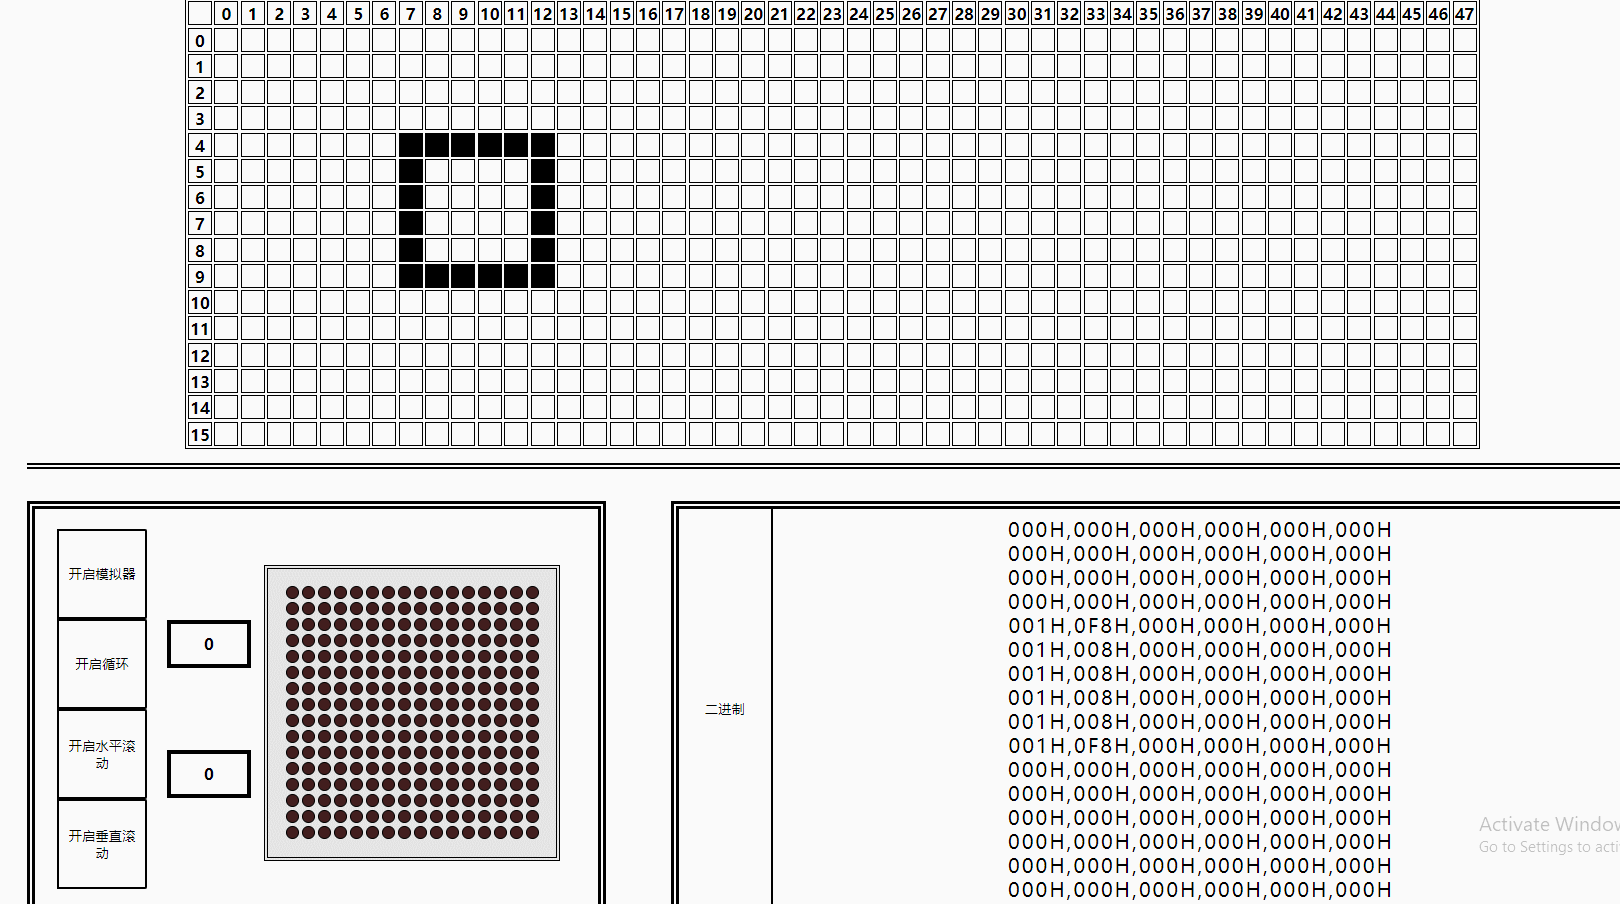 0 1 2 3 4 5 6 7 8 9 10 11 12 13 14 15 16 17 18 19 20 21 22 23 24 25 26 27 28 29 30 31 32 33 34 35 36 37 38 39 40 41 42 43 44 45 46 47
0
1
2
3
4
5
6
7
8
9
10
11
12
13
14
15
开启模拟器
开启循环
开启水平滚
动
开启垂直滚
动
0
0
二进制
000H,000H,000H,000H,000H,000H
000H,000H,000H,000H,000H,000H
000H,000H,000H,000H,000H,000H
000H,000H,000H,000H,000H,000H
001H,0F8H,000H,000H,000H,000H
001H,008H,000H,000H,000H,000H
001H,008H,000H,000H,000H,000H
001H,008H,000H,000H,000H,000H
001H,008H,000H,000H,000H,000H
001H,0F8H,000H,000H,000H,000H
000H,000H,000H,000H,000H,000H
000H,000H,000H,000H,000H,000H
000H,000H,000H,000H,000H,000H
000H,000H,000H,000H,000H,000H
000H,000H,000H,000H,000H,000H
000H,000H,000H,000H,000H,000H
Activate Windo
Go to Settings to acti